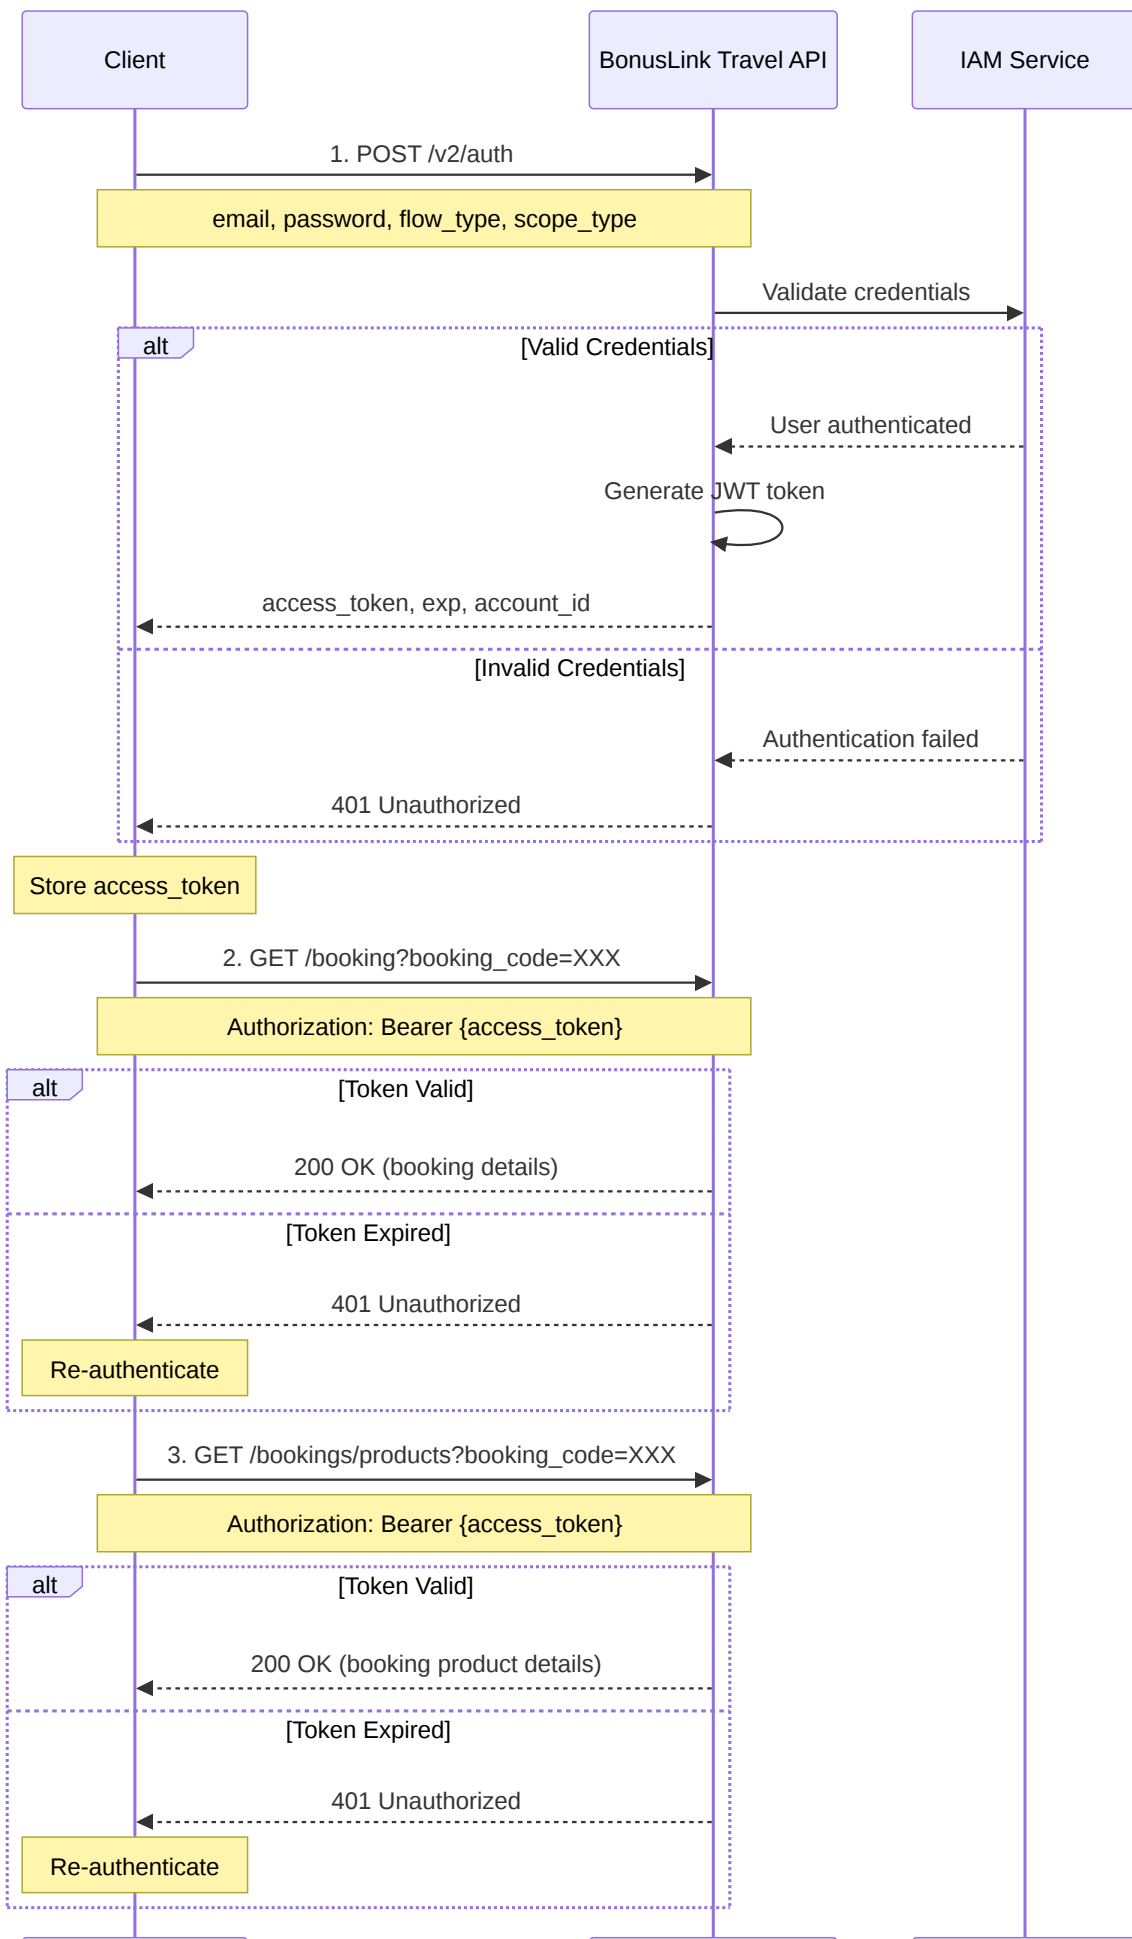 Client
BonusLink Travel API
IAM Service
1. POST /v2/auth
email, password, flow_type, scope_type
Validate credentials
alt
[Valid Credentials]
User authenticated
Generate JWT token
access_token, exp, account_id
[Invalid Credentials]
Authentication failed
401 Unauthorized
Store access_token
2. GET /booking?booking_code=XXX
Authorization: Bearer {access_token}
alt
[Token Valid]
200 OK (booking details)
[Token Expired]
401 Unauthorized
Re-authenticate
3. GET /bookings/products?booking_code=XXX
Authorization: Bearer {access_token}
alt
[Token Valid]
200 OK (booking product details)
[Token Expired]
401 Unauthorized
Re-authenticate